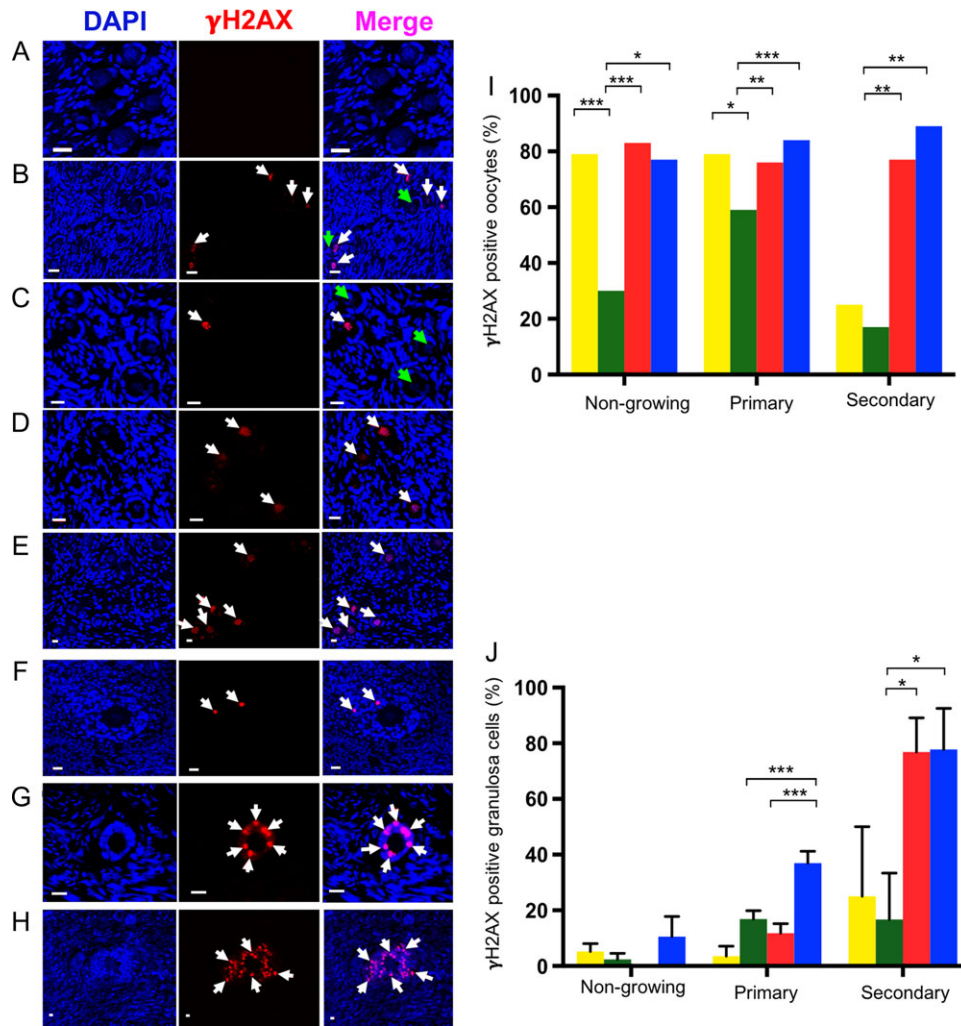 DAPI γH2AX Merge
A
B
C
D
E
F
G
H
I
γH2AX positive oocytes (%)
100
80
60
40
20
0
*** *** *
* ** ***
** **
Non-growing Primary Secondary
J
γH2AX positive granulosa cells (%)
100
80
60
40
20
0
***
***
*
*
Non-growing Primary Secondary